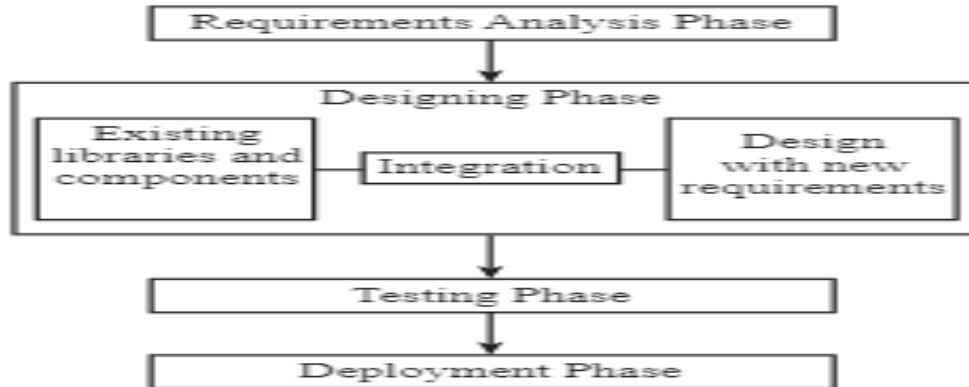 Requirements Analysis Phase
Designing Phase
Existing
libraries and
components
Integration
Design
with new
requirements
Testing Phase
Deployment Phase